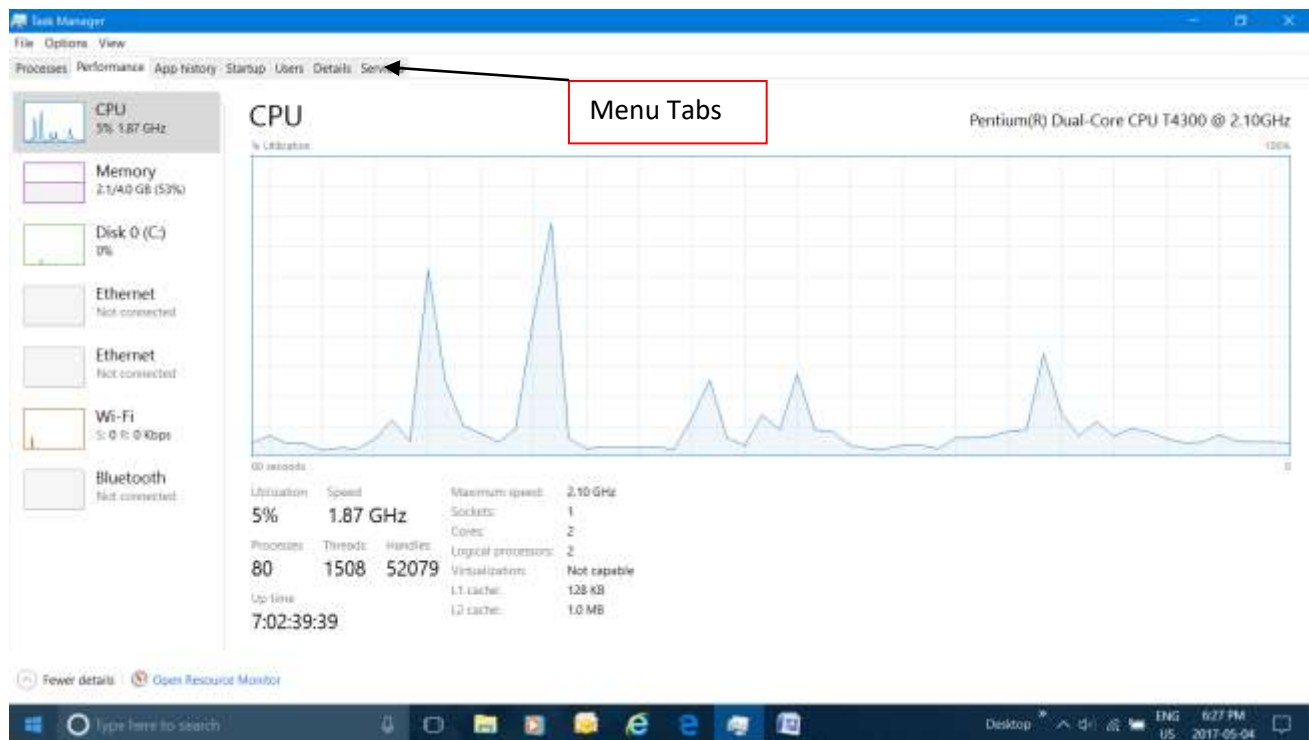 Task Manager
File Options View
Processes Performance App history Startup Users Details
Menu Tabs
CPU
5% 1.87 GHz
Memory
2.1/4.0 GB (53%)
Disk 0 (C:)
0%
Ethernet
Not connected
Ethernet
Not connected
Wi-Fi
S: 0 R: 0 Kbps
Bluetooth
Not connected
CPU
Pentium(R) Dual-Core CPU T4300 @ 2.10GHz
% Utilization
100%
60 seconds
0
Utilization Speed
5% 1.87 GHz
Processes Threads Handles
80 1508 52079
Up time
7:02:39:39
Maximum speed: 2.10 GHz
Sockets: 1
Cores: 2
Logical processors: 2
Virtualization: Not capable
L1 cache: 128 KB
L2 cache: 1.0 MB
Fewer details Open Resource Monitor
Type here to search
Desktop
ENG 6:27 PM
US 2017-05-04